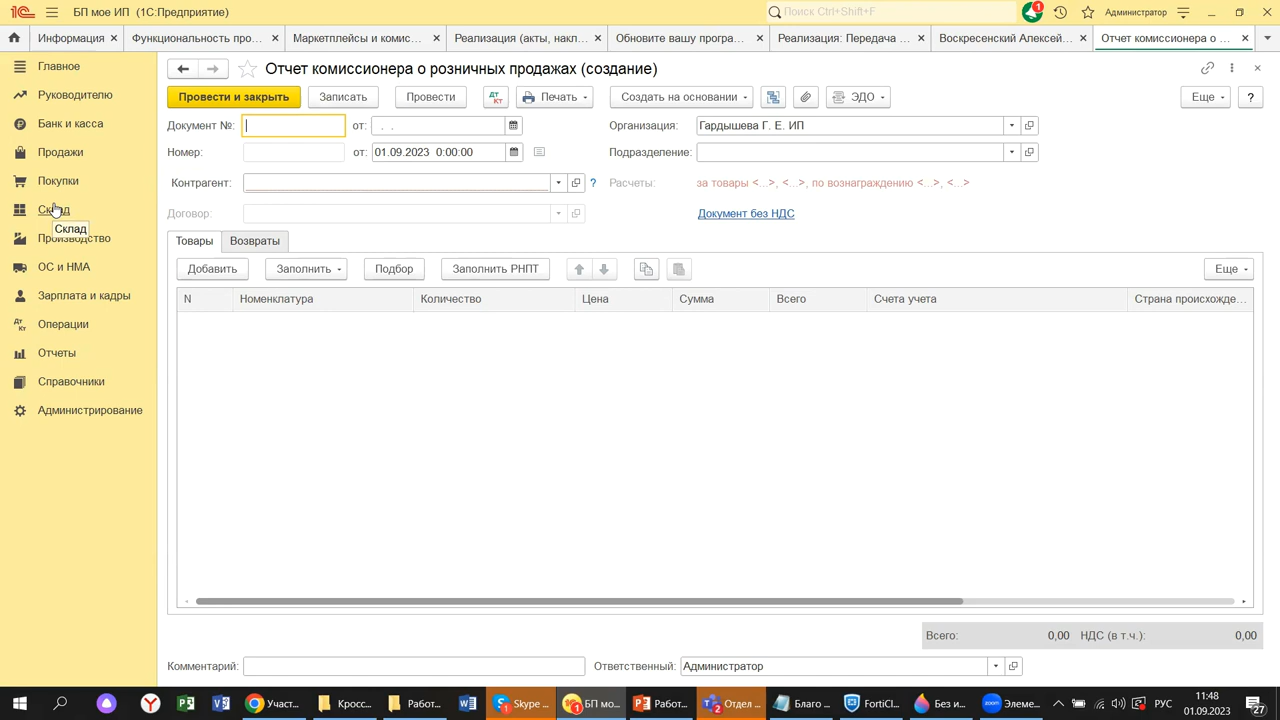 БП мое ИП (1С:Предприятие)
Поиск Ctrl+Shift+F
1
Администратор
Информация
Функциональность про...
Маркетплейсы и комис...
Реализация (акты, накл...
Обновите вашу програм...
Реализация: Передача ...
Воскресенский Алексей...
Отчет комиссионера о ...
Главное
Руководителю
Банк и касса
Продажи
Покупки
Склад
Склад
Производство
ОС и НМА
Зарплата и кадры
Операции
Отчеты
Справочники
Администрирование
Отчет комиссионера о розничных продажах (создание)
Провести и закрыть
Записать
Провести
Дт Кт
Печать
Создать на основании
ЭДО
Еще
?
Документ №:
от:
. .
Организация:
Гардышева Г. Е. ИП
Номер:
от:
01.09.2023 0:00:00
Подразделение:
Контрагент:
?
Расчеты:
за товары <...>, <...>, по вознаграждению <...>, <...>
Договор:
Документ без НДС
Товары
Возвраты
Добавить
Заполнить
Подбор
Заполнить РНПТ
Еще
N
Номенклатура
Количество
Цена
Сумма
Всего
Счета учета
Страна происхожде...
Всего:
0,00
НДС (в т.ч.):
0,00
Комментарий:
Ответственный:
Администратор
Участ...
Кросс...
Работ...
Skype ...
БП мо...
Работ...
Отдел ...
Благо ...
FortiCl...
Без и...
Элеме...
РУС
11:48
01.09.2023
27